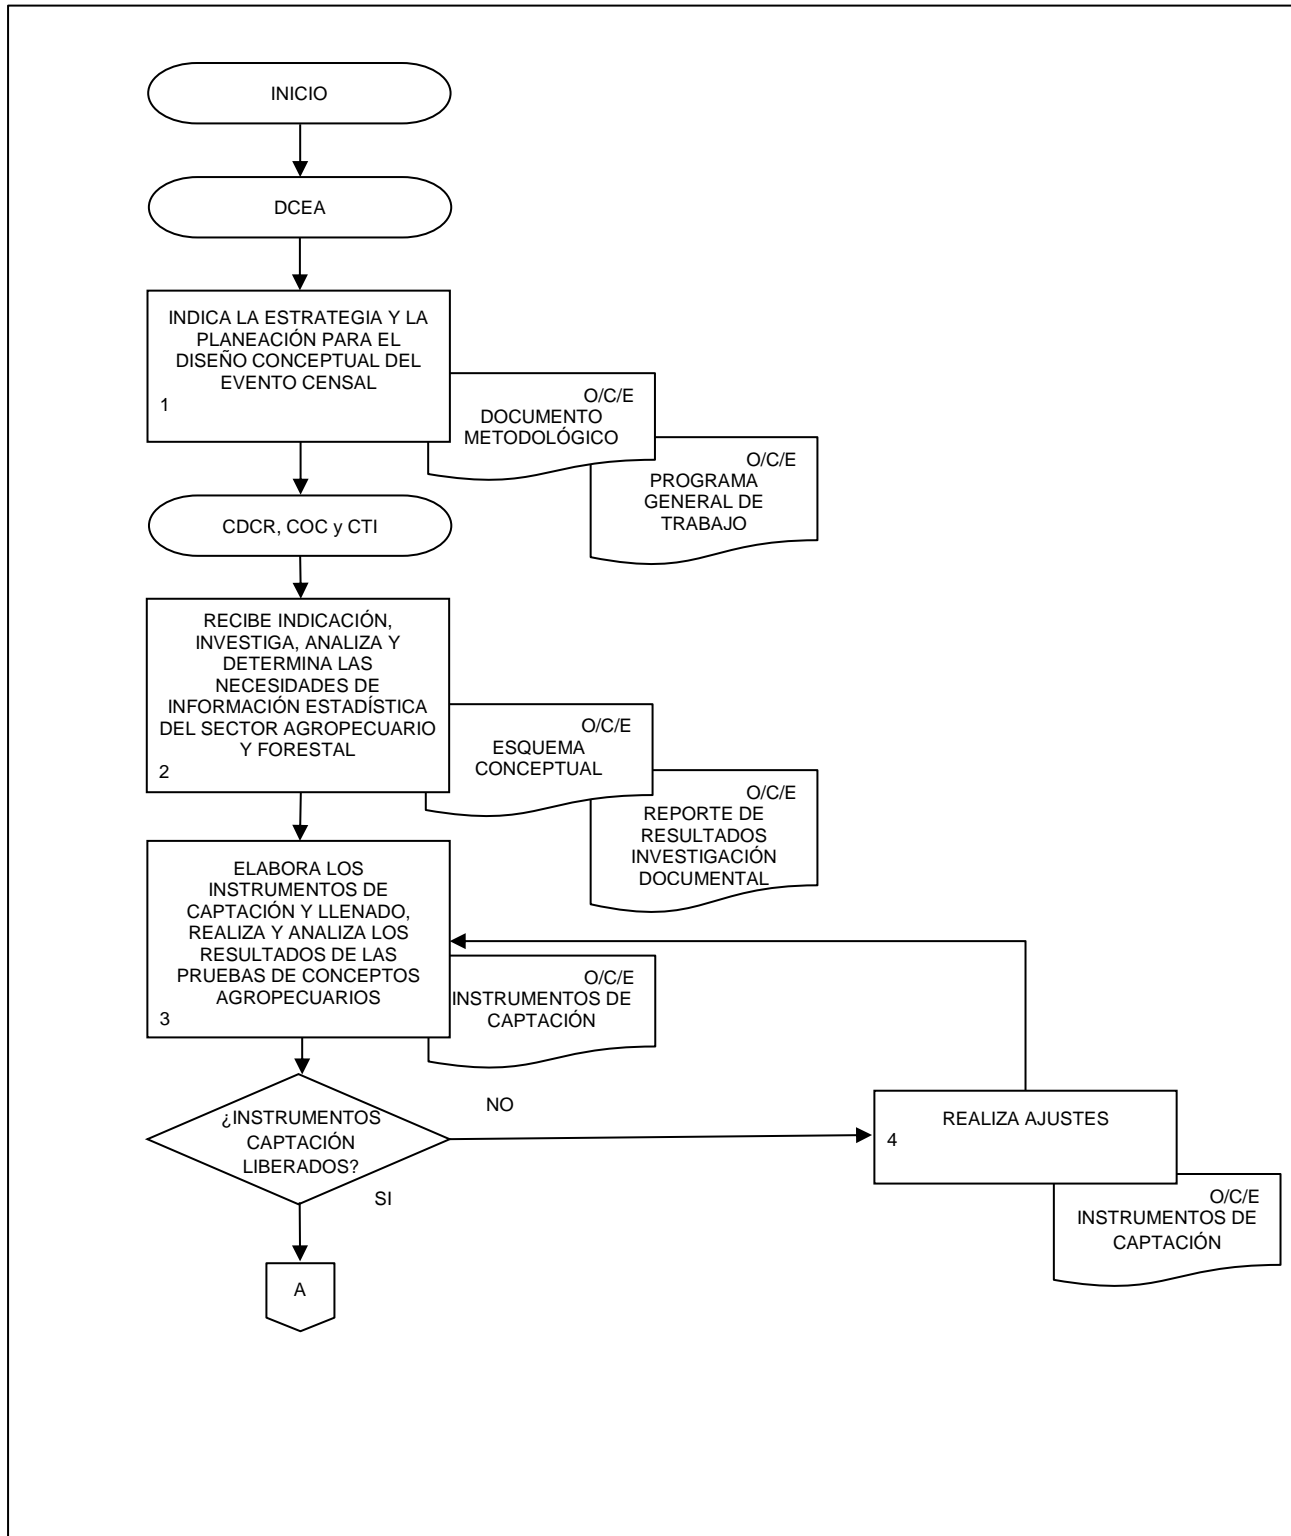 INICIO
DCEA
INDICA LA ESTRATEGIA Y LA
PLANEACIÓN PARA EL
DISEÑO CONCEPTUAL DEL
EVENTO CENSAL
1
O/C/E
DOCUMENTO
METODOLÓGICO
O/C/E
PROGRAMA
GENERAL DE
TRABAJO
CDCR, COC y CTI
RECIBE INDICACIÓN,
INVESTIGA, ANALIZA Y
DETERMINA LAS
NECESIDADES DE
INFORMACIÓN ESTADÍSTICA
DEL SECTOR AGROPECUARIO
Y FORESTAL
2
O/C/E
ESQUEMA
CONCEPTUAL
O/C/E
REPORTE DE
RESULTADOS
INVESTIGACIÓN
DOCUMENTAL
ELABORA LOS
INSTRUMENTOS DE
CAPTACIÓN Y LLENADO,
REALIZA Y ANALIZA LOS
RESULTADOS DE LAS
PRUEBAS DE CONCEPTOS
AGROPECUARIOS
3
O/C/E
INSTRUMENTOS DE
CAPTACIÓN
¿INSTRUMENTOS
CAPTACIÓN
LIBERADOS?
NO
SI
REALIZA AJUSTES
4
O/C/E
INSTRUMENTOS DE
CAPTACIÓN
A